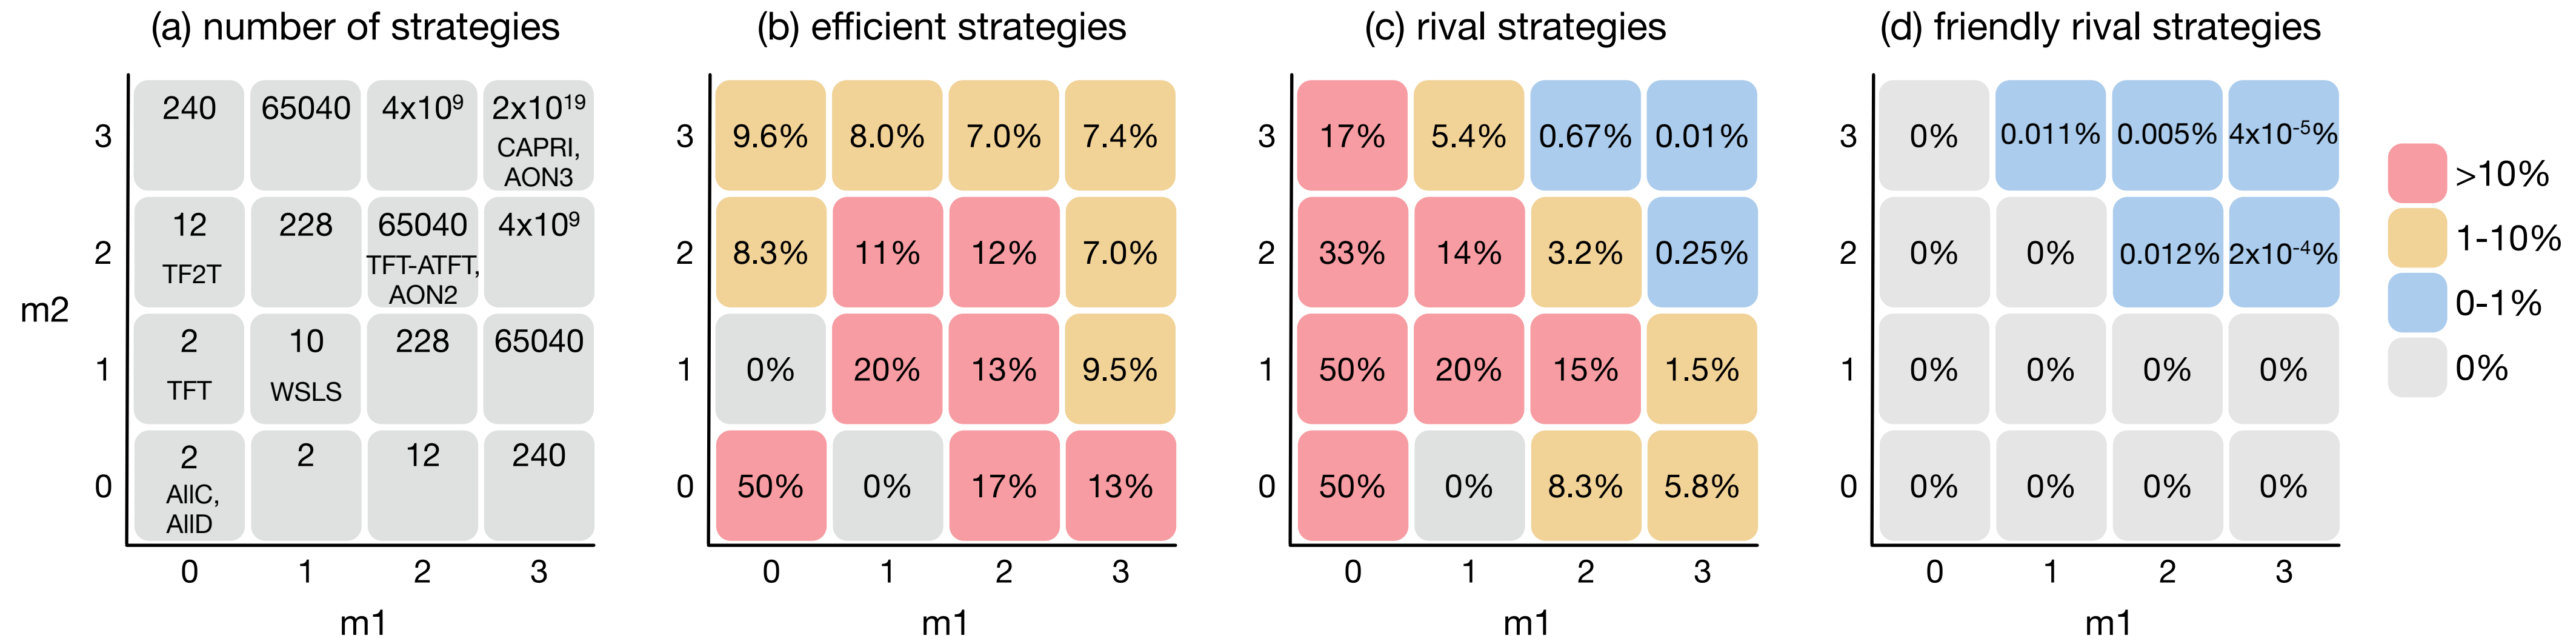 (a) number of strategies
3
240
65040
4x10⁹
2x10¹⁹
CAPRI,
AON3
2
12
TF2T
228
65040
TFT-ATFT,
AON2
4x10⁹
m2
1
2
TFT
10
WSLS
228
65040
0
2
AllC,
AllD
2
12
240
0 1 2 3
m1
(b) efficient strategies
3 9.6% 8.0% 7.0% 7.4%
2 8.3% 11% 12% 7.0%
1 0% 20% 13% 9.5%
0 50% 0% 17% 13%
0 1 2 3
m1
(c) rival strategies
3 17% 5.4% 0.67% 0.01%
2 33% 14% 3.2% 0.25%
1 50% 20% 15% 1.5%
0 50% 0% 8.3% 5.8%
0 1 2 3
m1
(d) friendly rival strategies
3 0% 0.011% 0.005% 4x10⁻⁵%
2 0% 0% 0.012% 2x10⁻⁴%
1 0% 0% 0% 0%
0 0% 0% 0% 0%
0 1 2 3
m1
>10%
1-10%
0-1%
0%